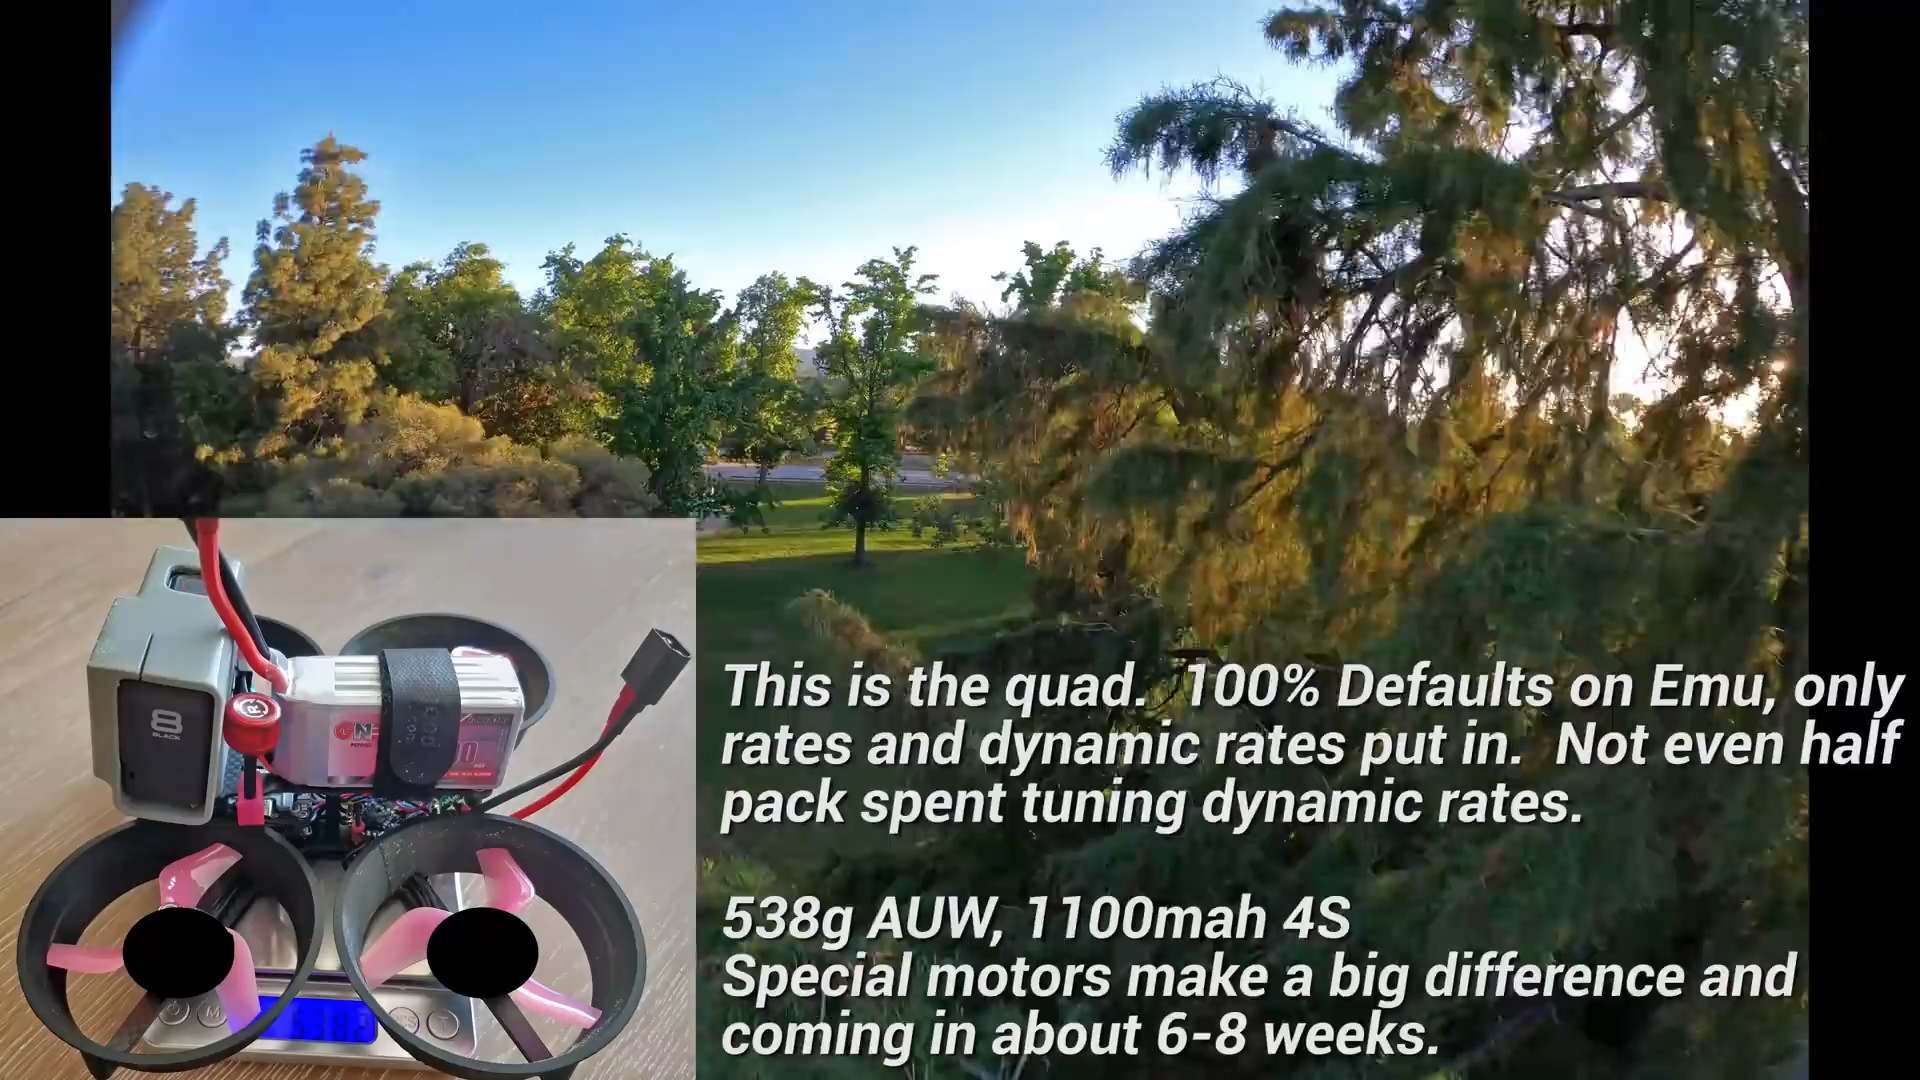 This is the quad. 100% Defaults on Emu, only
rates and dynamic rates put in. Not even half
pack spent tuning dynamic rates.
538g AUW, 1100mah 4S
Special motors make a big difference and
coming in about 6-8 weeks.
8
BLACK
R
M
T